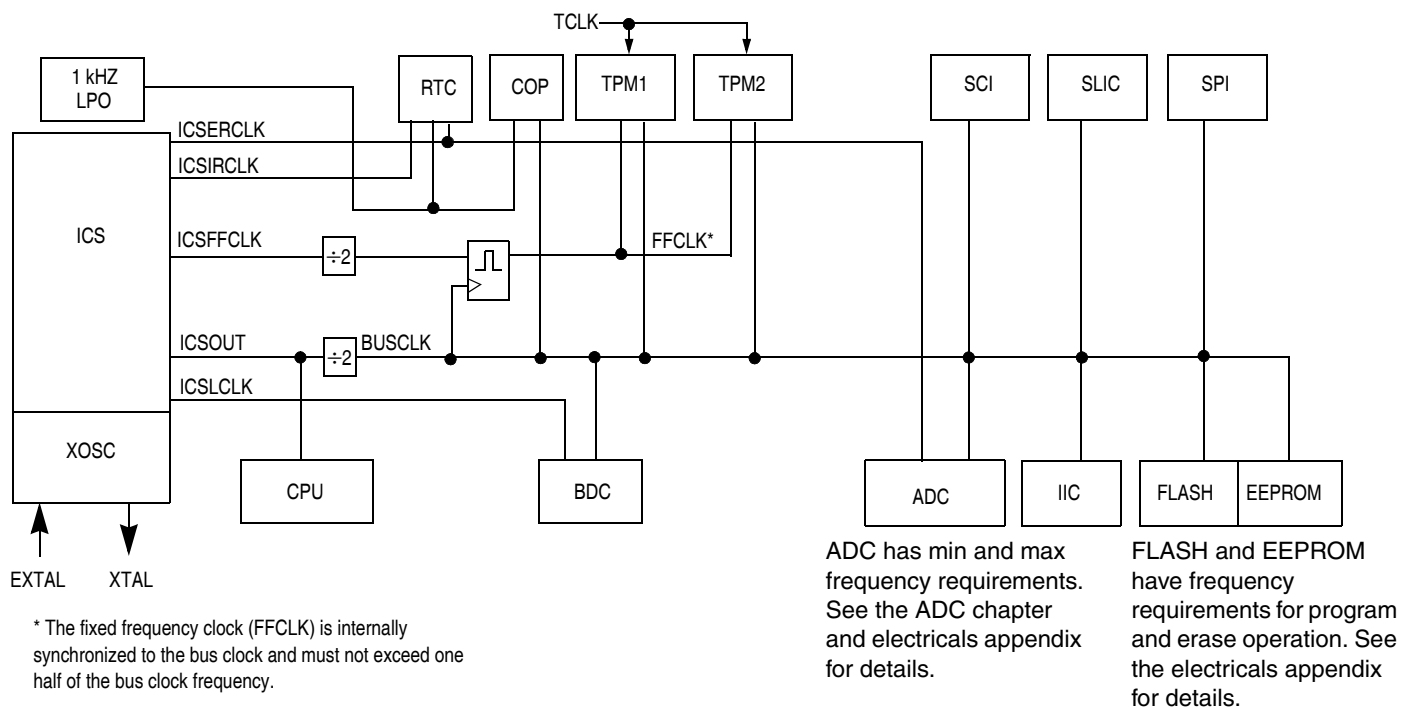 TCLK
1 kHZ
LPO
RTC
COP
TPM1
TPM2
SCI
SLIC
SPI
ICSERCLK
ICSIRCLK
ICS
ICSFFCLK
÷2
FFCLK*
ICSOUT
÷2
BUSCLK
ICSLCLK
XOSC
CPU
BDC
ADC
IIC
FLASH
EEPROM
EXTAL
XTAL
ADC has min and max
frequency requirements.
See the ADC chapter
and electricals appendix
for details.
FLASH and EEPROM
have frequency
requirements for program
and erase operation. See
the electricals appendix
for details.
* The fixed frequency clock (FFCLK) is internally
synchronized to the bus clock and must not exceed one
half of the bus clock frequency.